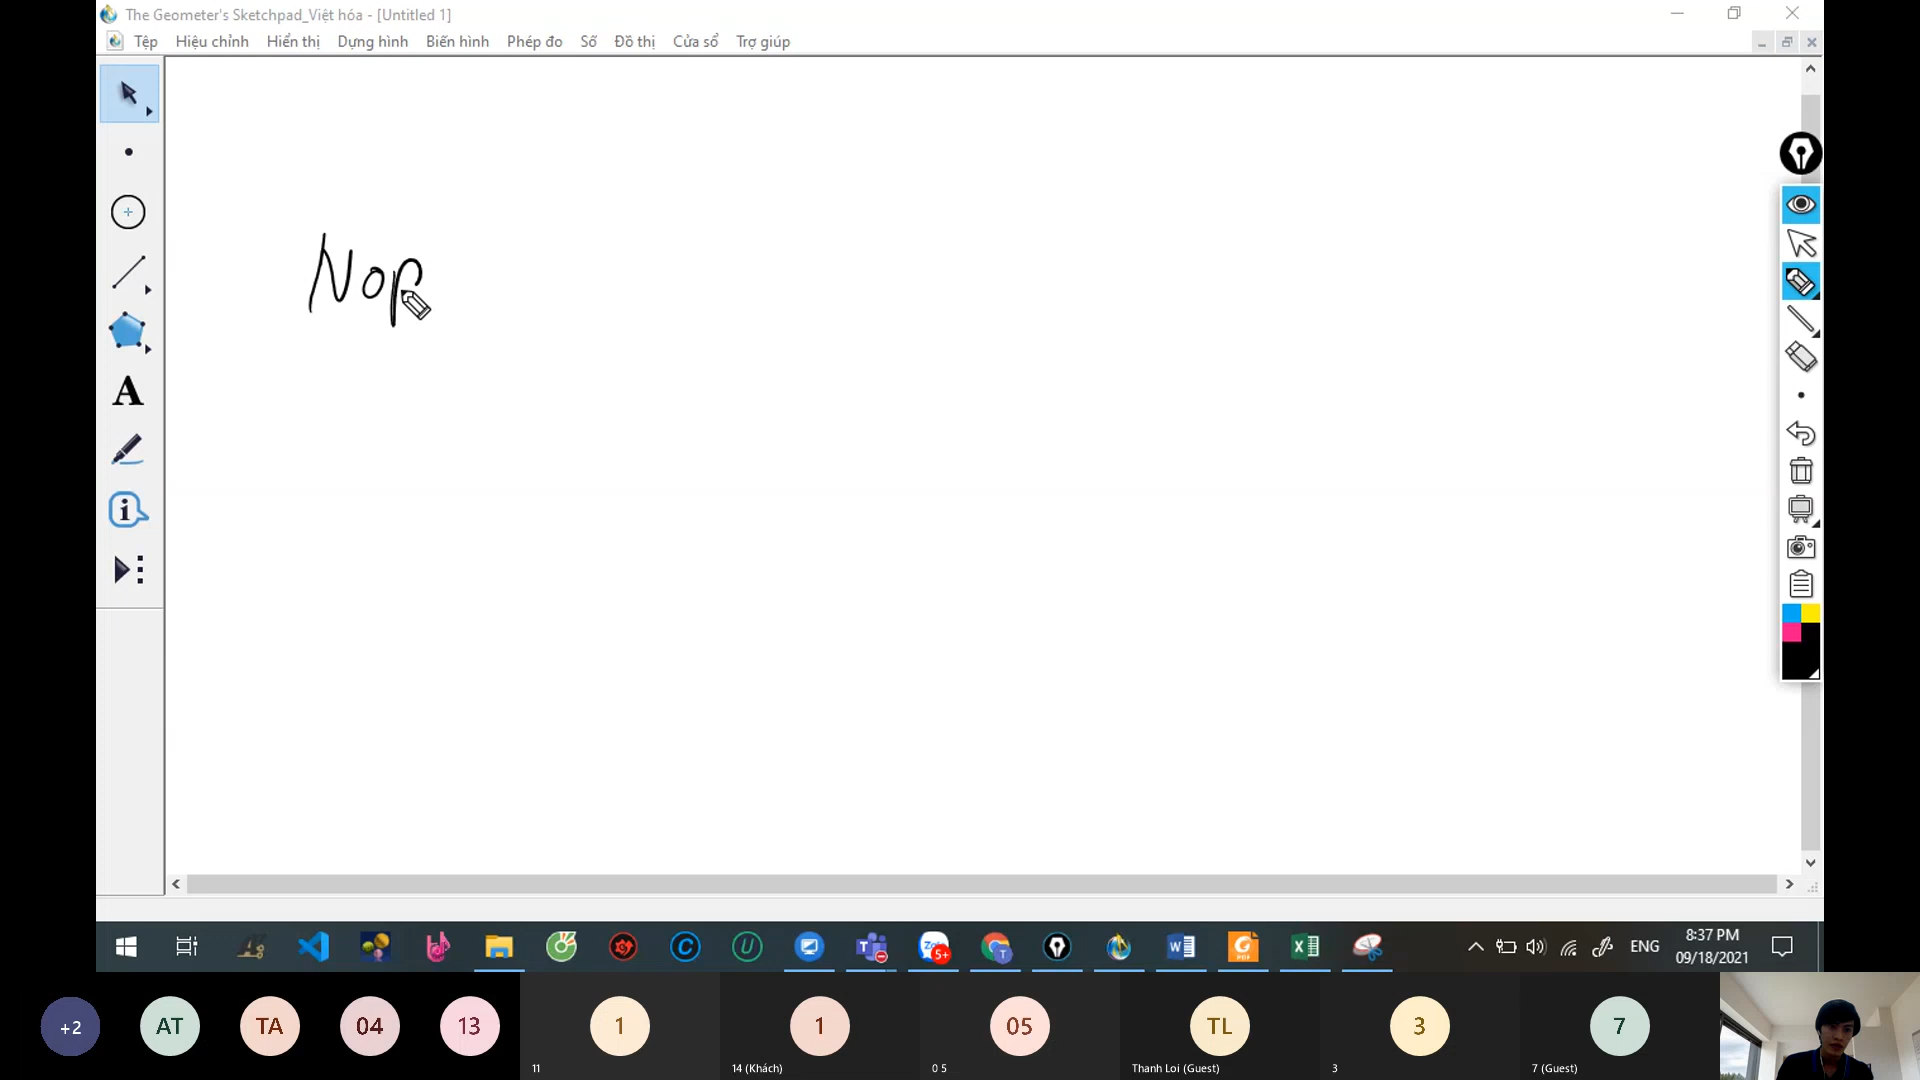 The Geometer's Sketchpad_Việt hóa - [Untitled 1]
Tệp Hiệu chỉnh Hiển thị Dựng hình Biến hình Phép đo Số Đồ thị Cửa sổ Trợ giúp
A
Nop
ENG
8:37 PM
09/18/2021
+2 AT TA 04 13 1 1 05 TL 3 7
11 14 (Khách) 0 5 Thanh Loi (Guest) 3 7 (Guest)